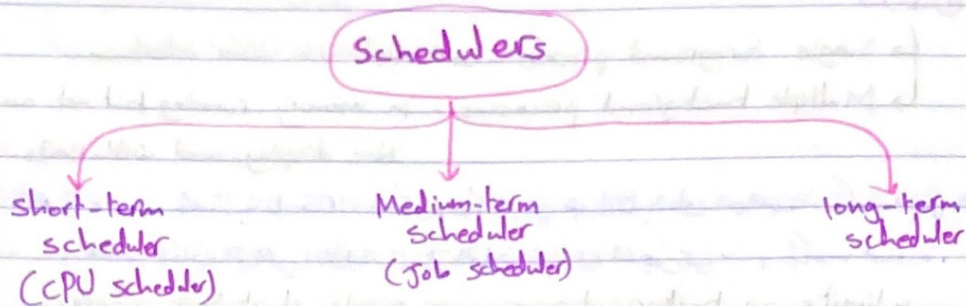 Schedulers
short-term
scheduler
(CPU scheduler)
Medium-term
scheduler
(Job scheduler)
long-term
scheduler